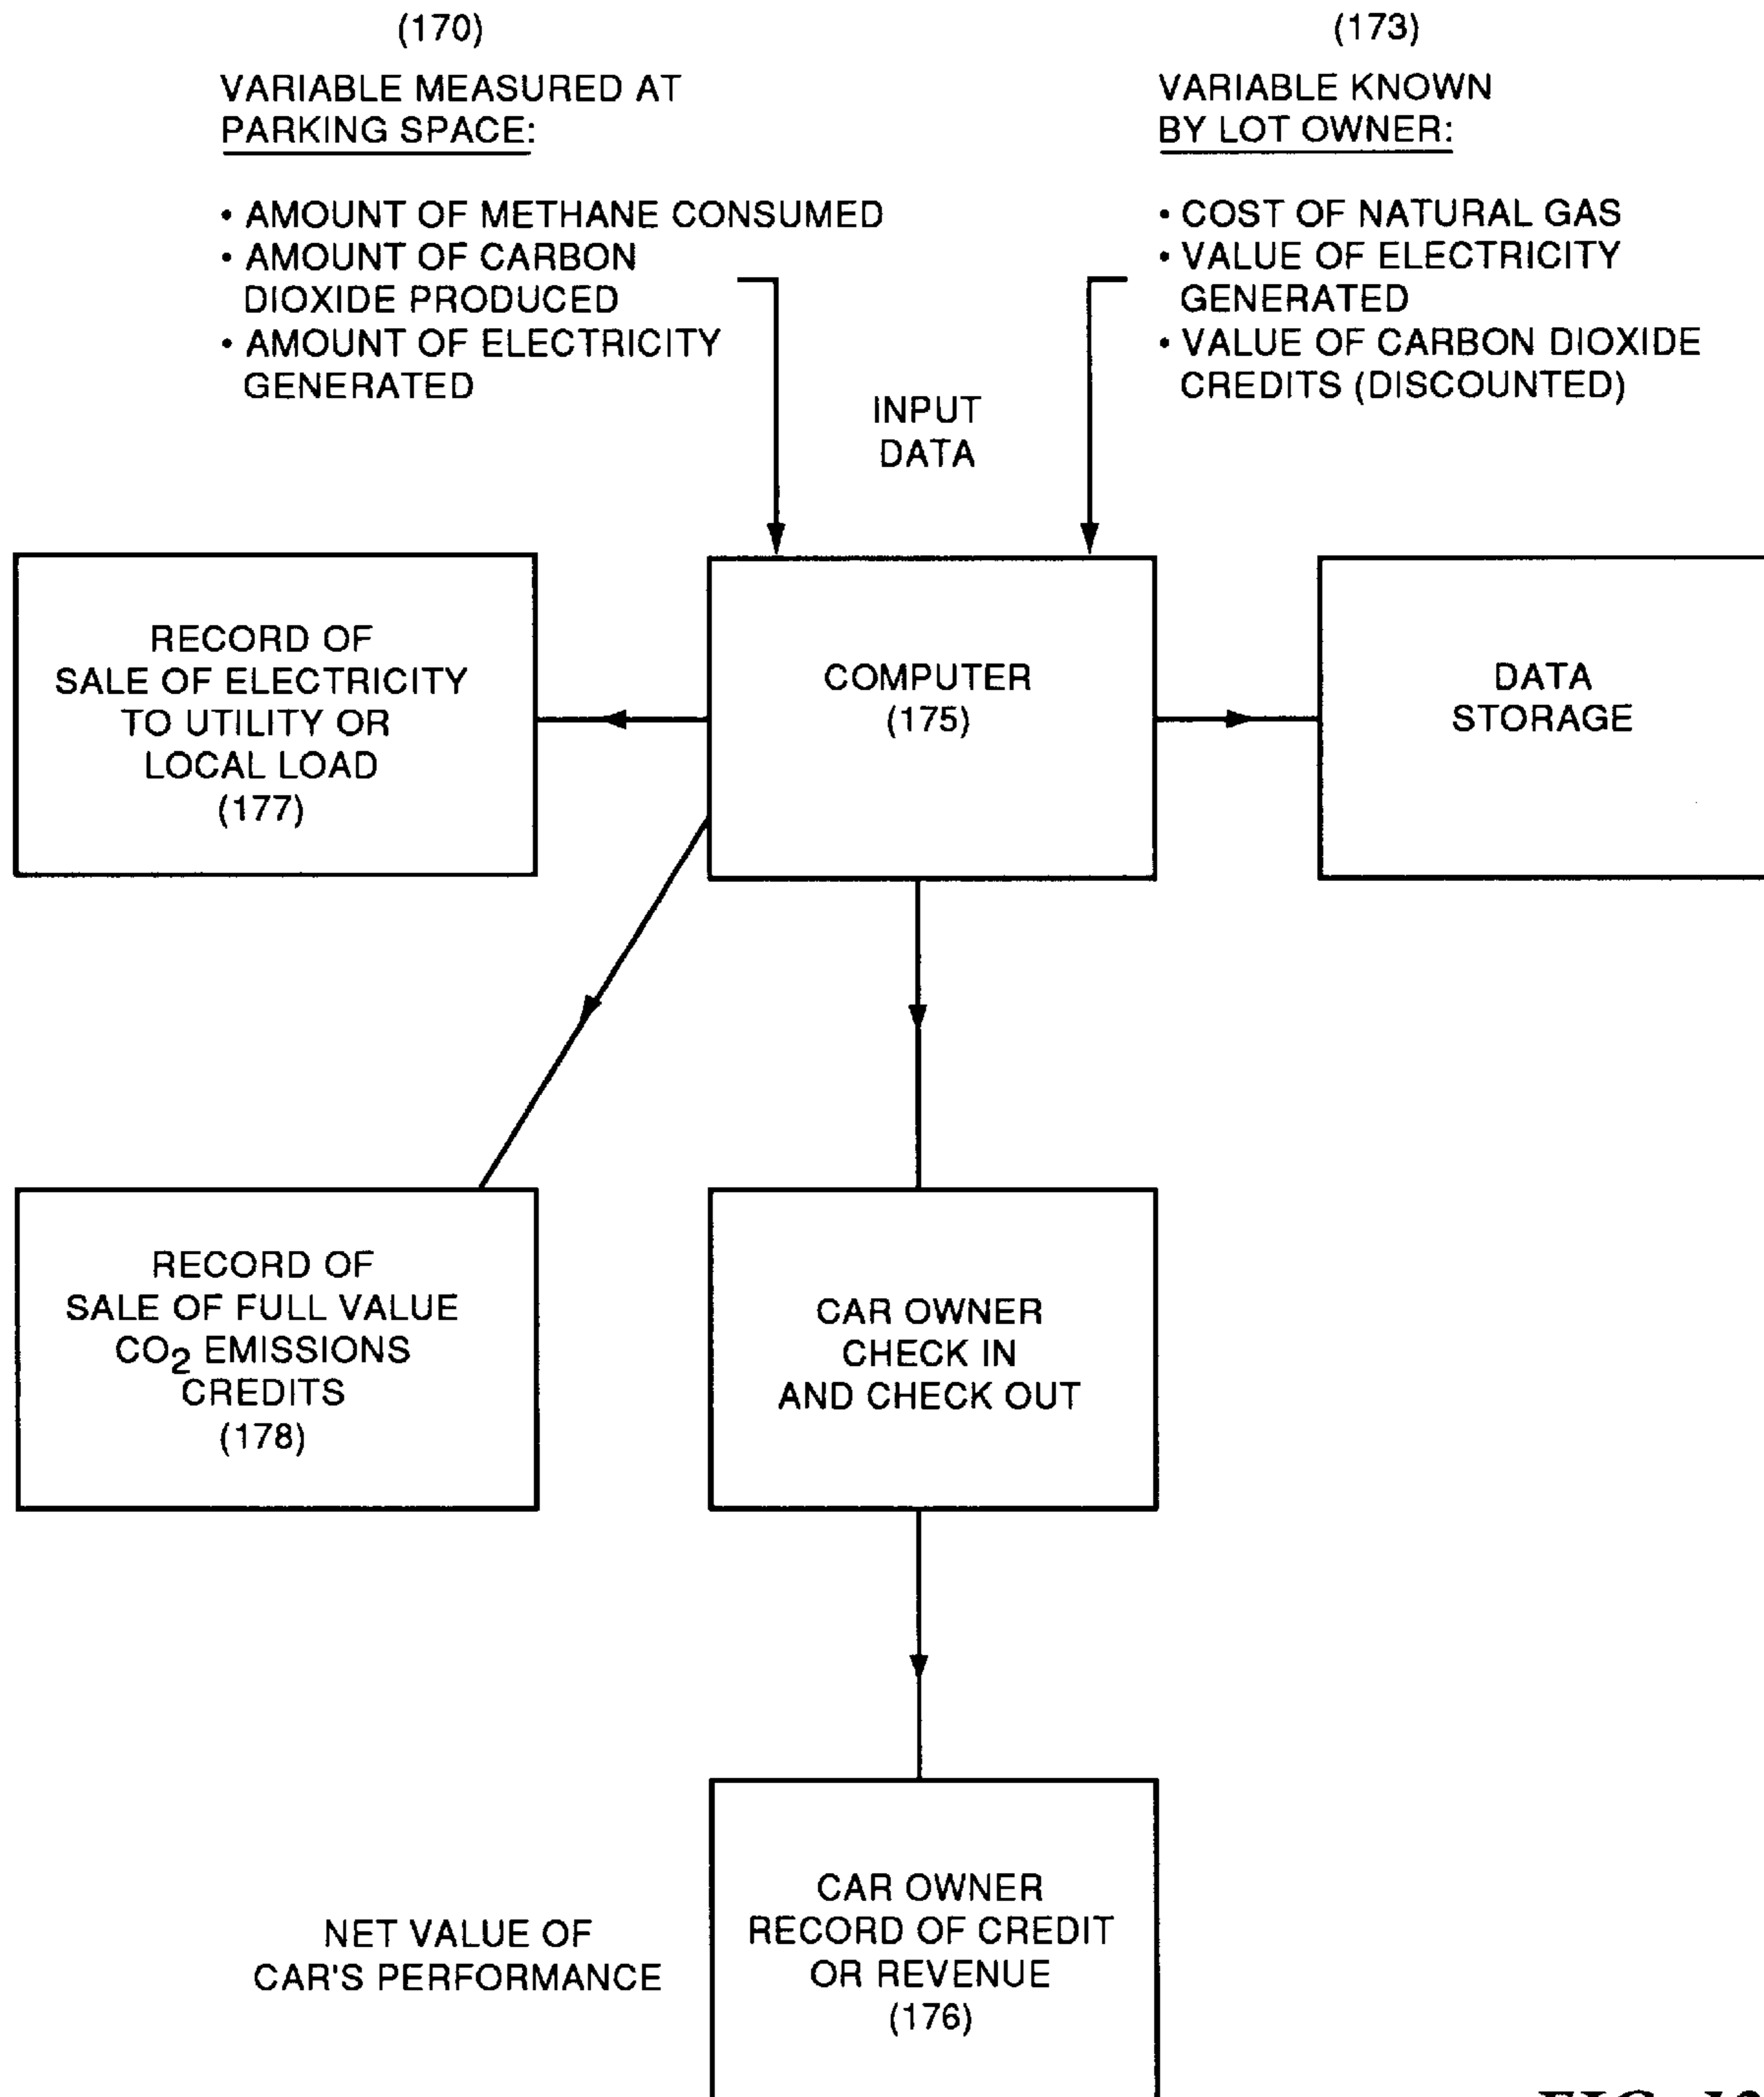 (170)
VARIABLE MEASURED AT
PARKING SPACE:
• AMOUNT OF METHANE CONSUMED
• AMOUNT OF CARBON
DIOXIDE PRODUCED
• AMOUNT OF ELECTRICITY
GENERATED
(173)
VARIABLE KNOWN
BY LOT OWNER:
• COST OF NATURAL GAS
• VALUE OF ELECTRICITY
GENERATED
• VALUE OF CARBON DIOXIDE
CREDITS (DISCOUNTED)
INPUT
DATA
RECORD OF
SALE OF ELECTRICITY
TO UTILITY OR
LOCAL LOAD
(177)
COMPUTER
(175)
DATA
STORAGE
RECORD OF
SALE OF FULL VALUE
CO₂ EMISSIONS
CREDITS
(178)
CAR OWNER
CHECK IN
AND CHECK OUT
NET VALUE OF
CAR'S PERFORMANCE
CAR OWNER
RECORD OF CREDIT
OR REVENUE
(176)